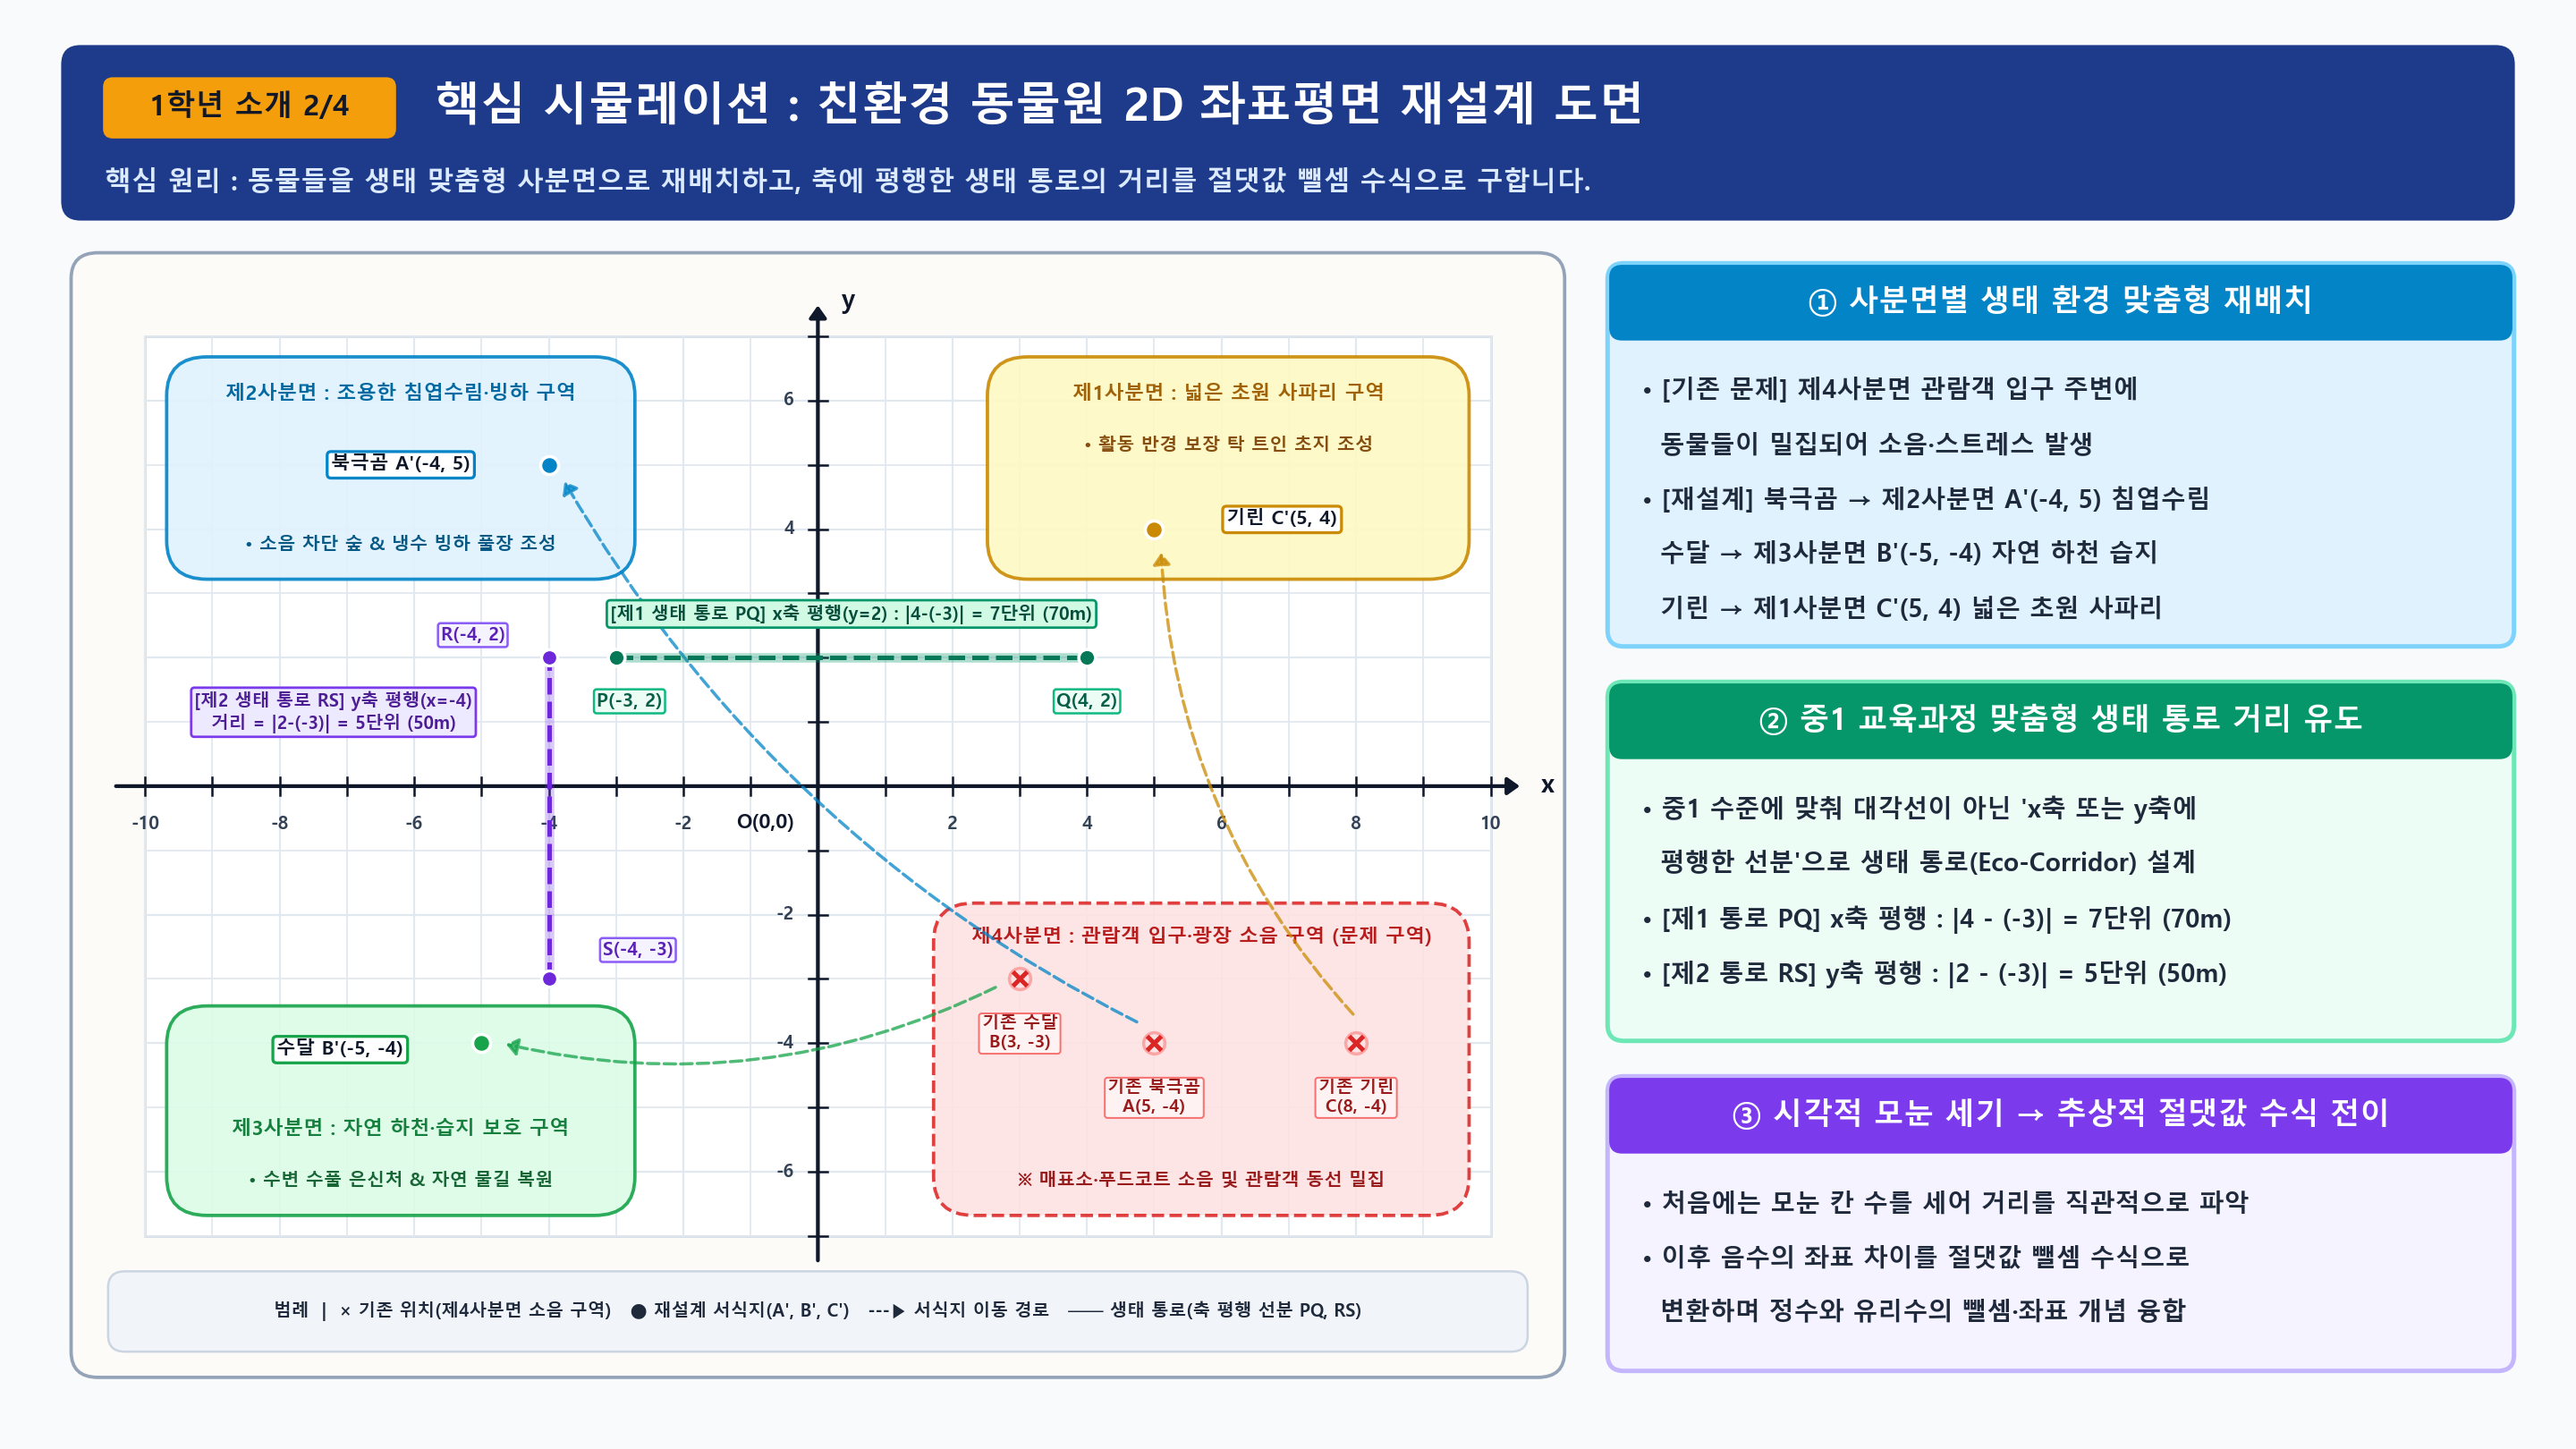 1학년 소개 2/4
핵심 시뮬레이션 : 친환경 동물원 2D 좌표평면 재설계 도면
핵심 원리 : 동물들을 생태 맞춤형 사분면으로 재배치하고, 축에 평행한 생태 통로의 거리를 절댓값 뺄셈 수식으로 구합니다.
y
제2사분면 : 조용한 침엽수림·빙하 구역
북극곰 A'(-4, 5)
• 소음 차단 숲 & 냉수 빙하 풀장 조성
제1사분면 : 넓은 초원 사파리 구역
• 활동 반경 보장 탁 트인 초지 조성
기린 C'(5, 4)
6
4
[제1 생태 통로 PQ] x축 평행(y=2) : |4-(-3)| = 7단위 (70m)
R(-4, 2)
[제2 생태 통로 RS] y축 평행(x=-4)
거리 = |2-(-3)| = 5단위 (50m)
P(-3, 2)
Q(4, 2)
x
-10
-8
-6
-4
-2
O(0,0)
2
4
6
8
10
-2
-4
-6
S(-4, -3)
수달 B'(-5, -4)
제3사분면 : 자연 하천·습지 보호 구역
• 수변 수풀 은신처 & 자연 물길 복원
제4사분면 : 관람객 입구·광장 소음 구역 (문제 구역)
기존 수달
B(3, -3)
기존 북극곰
A(5, -4)
기존 기린
C(8, -4)
※ 매표소·푸드코트 소음 및 관람객 동선 밀집
범례 | × 기존 위치(제4사분면 소음 구역) ● 재설계 서식지(A', B', C') ---▶ 서식지 이동 경로 —— 생태 통로(축 평행 선분 PQ, RS)
① 사분면별 생태 환경 맞춤형 재배치
• [기존 문제] 제4사분면 관람객 입구 주변에
동물들이 밀집되어 소음·스트레스 발생
• [재설계] 북극곰 → 제2사분면 A'(-4, 5) 침엽수림
수달 → 제3사분면 B'(-5, -4) 자연 하천 습지
기린 → 제1사분면 C'(5, 4) 넓은 초원 사파리
② 중1 교육과정 맞춤형 생태 통로 거리 유도
• 중1 수준에 맞춰 대각선이 아닌 'x축 또는 y축에
평행한 선분'으로 생태 통로(Eco-Corridor) 설계
• [제1 통로 PQ] x축 평행 : |4 - (-3)| = 7단위 (70m)
• [제2 통로 RS] y축 평행 : |2 - (-3)| = 5단위 (50m)
③ 시각적 모눈 세기 → 추상적 절댓값 수식 전이
• 처음에는 모눈 칸 수를 세어 거리를 직관적으로 파악
• 이후 음수의 좌표 차이를 절댓값 뺄셈 수식으로
변환하며 정수와 유리수의 뺄셈·좌표 개념 융합